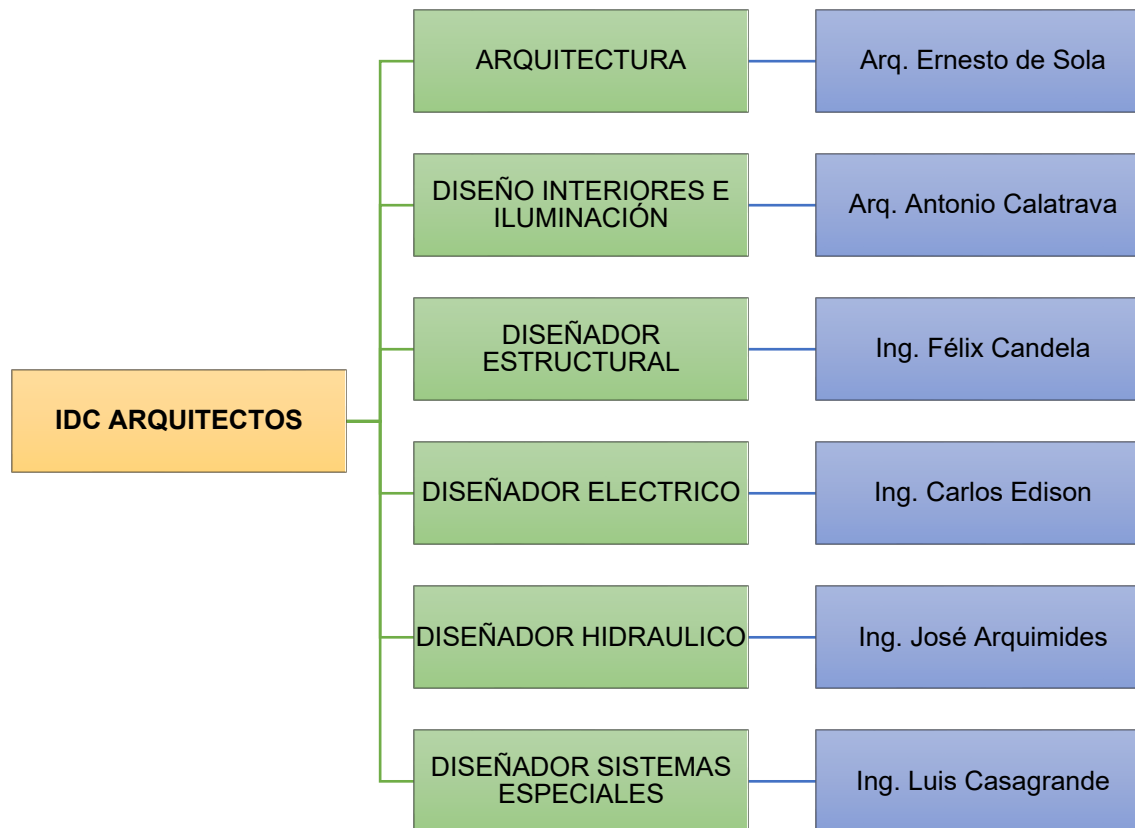 ARQUITECTURA
Arq. Ernesto de Sola
DISEÑO INTERIORES E
ILUMINACIÓN
Arq. Antonio Calatrava
DISEÑADOR
ESTRUCTURAL
Ing. Félix Candela
IDC ARQUITECTOS
DISEÑADOR ELECTRICO
Ing. Carlos Edison
DISEÑADOR HIDRAULICO
Ing. José Arquimides
DISEÑADOR SISTEMAS
ESPECIALES
Ing. Luis Casagrande